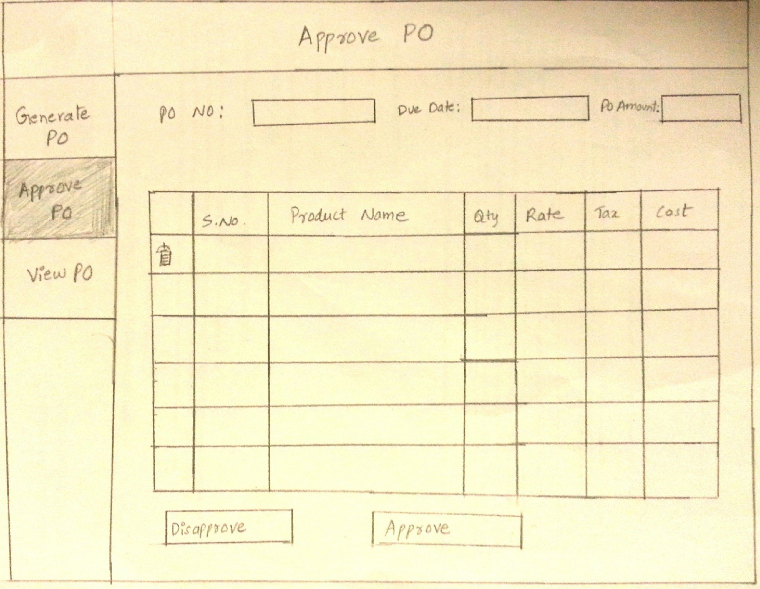 Approve PO
Generate
PO
Approve
PO
View PO
PO NO:
Due Date:
Po Amount:
S.No.
Product Name
Qty
Rate
Tax
Cost
Disapprove
Approve